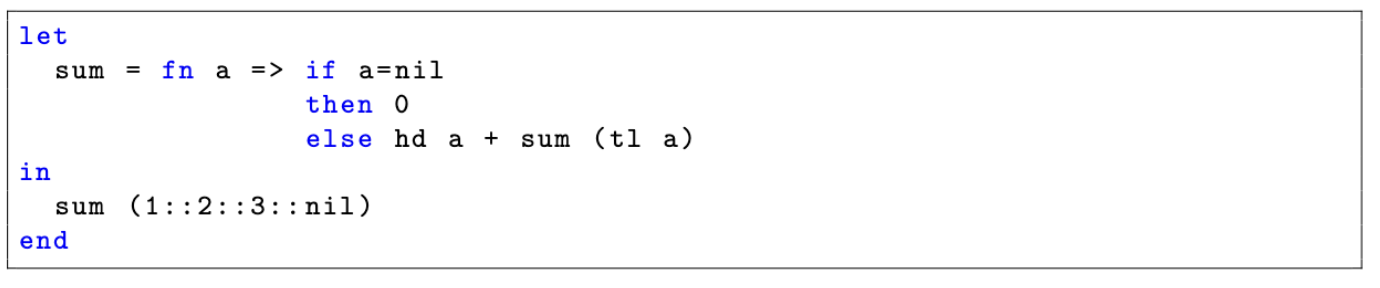 let
  sum = fn a => if a=nil
                then 0
                else hd a + sum (tl a)
in
  sum (1::2::3::nil)
end